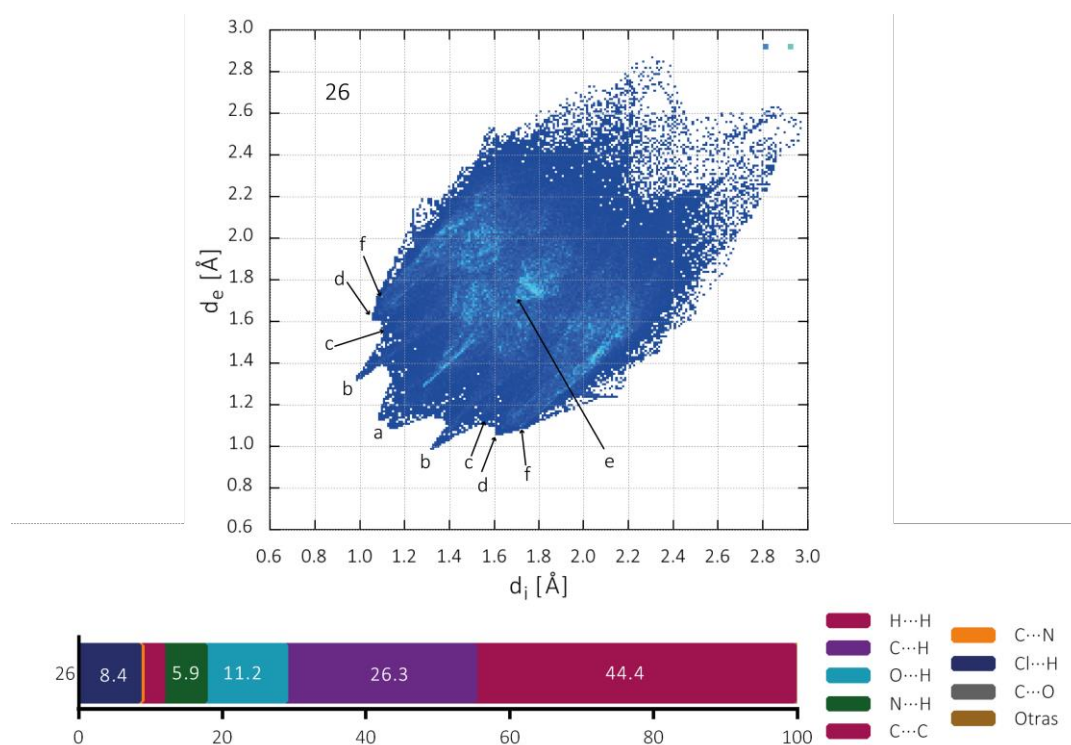 3.0
2.8
2.6
26
2.4
2.2
2.0
f
1.8
d
1.6
c
1.4
b
1.2
a
1.0
b
c
d
f
e
0.8
0.6
dₑ [Å]
0.6 0.8 1.0 1.2 1.4 1.6 1.8 2.0 2.2 2.4 2.6 2.8 3.0
dᵢ [Å]
26 8.4 5.9 11.2 26.3 44.4
0 20 40 60 80 100
H···H
C···H
O···H
N···H
C···C
C···N
Cl···H
C···O
Otras